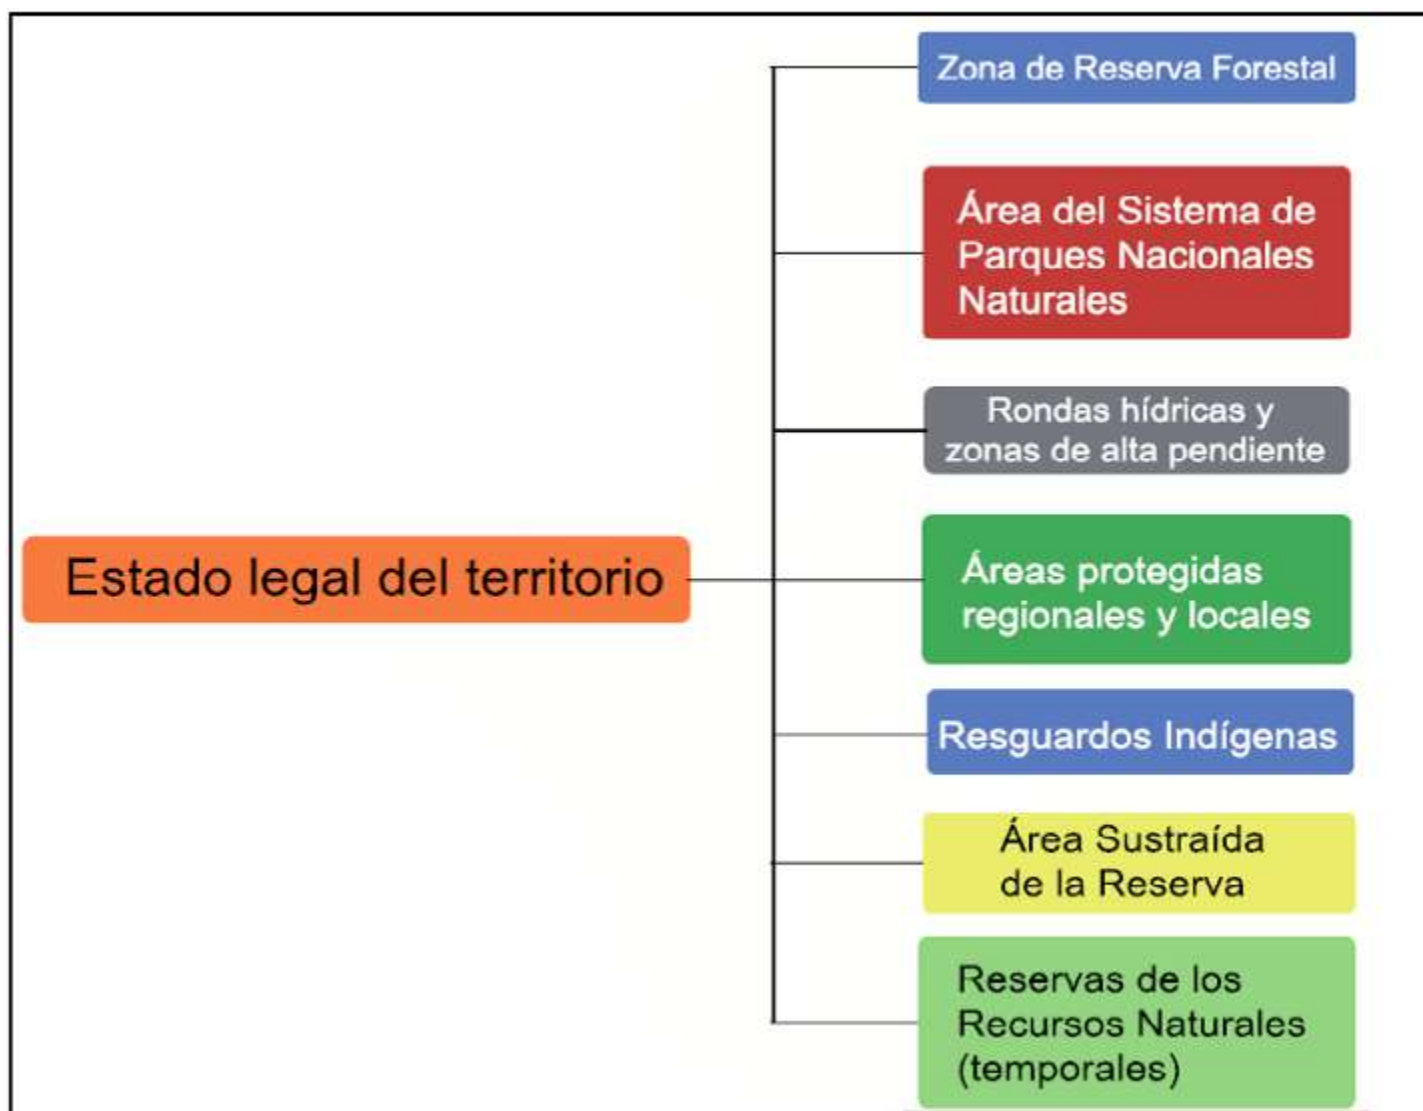 Zona de Reserva Forestal
Área del Sistema de
Parques Nacionales
Naturales
Rondas hídricas y
zonas de alta pendiente
Estado legal del territorio
Áreas protegidas
regionales y locales
Resguardos Indígenas
Área Sustraída
de la Reserva
Reservas de los
Recursos Naturales
(temporales)